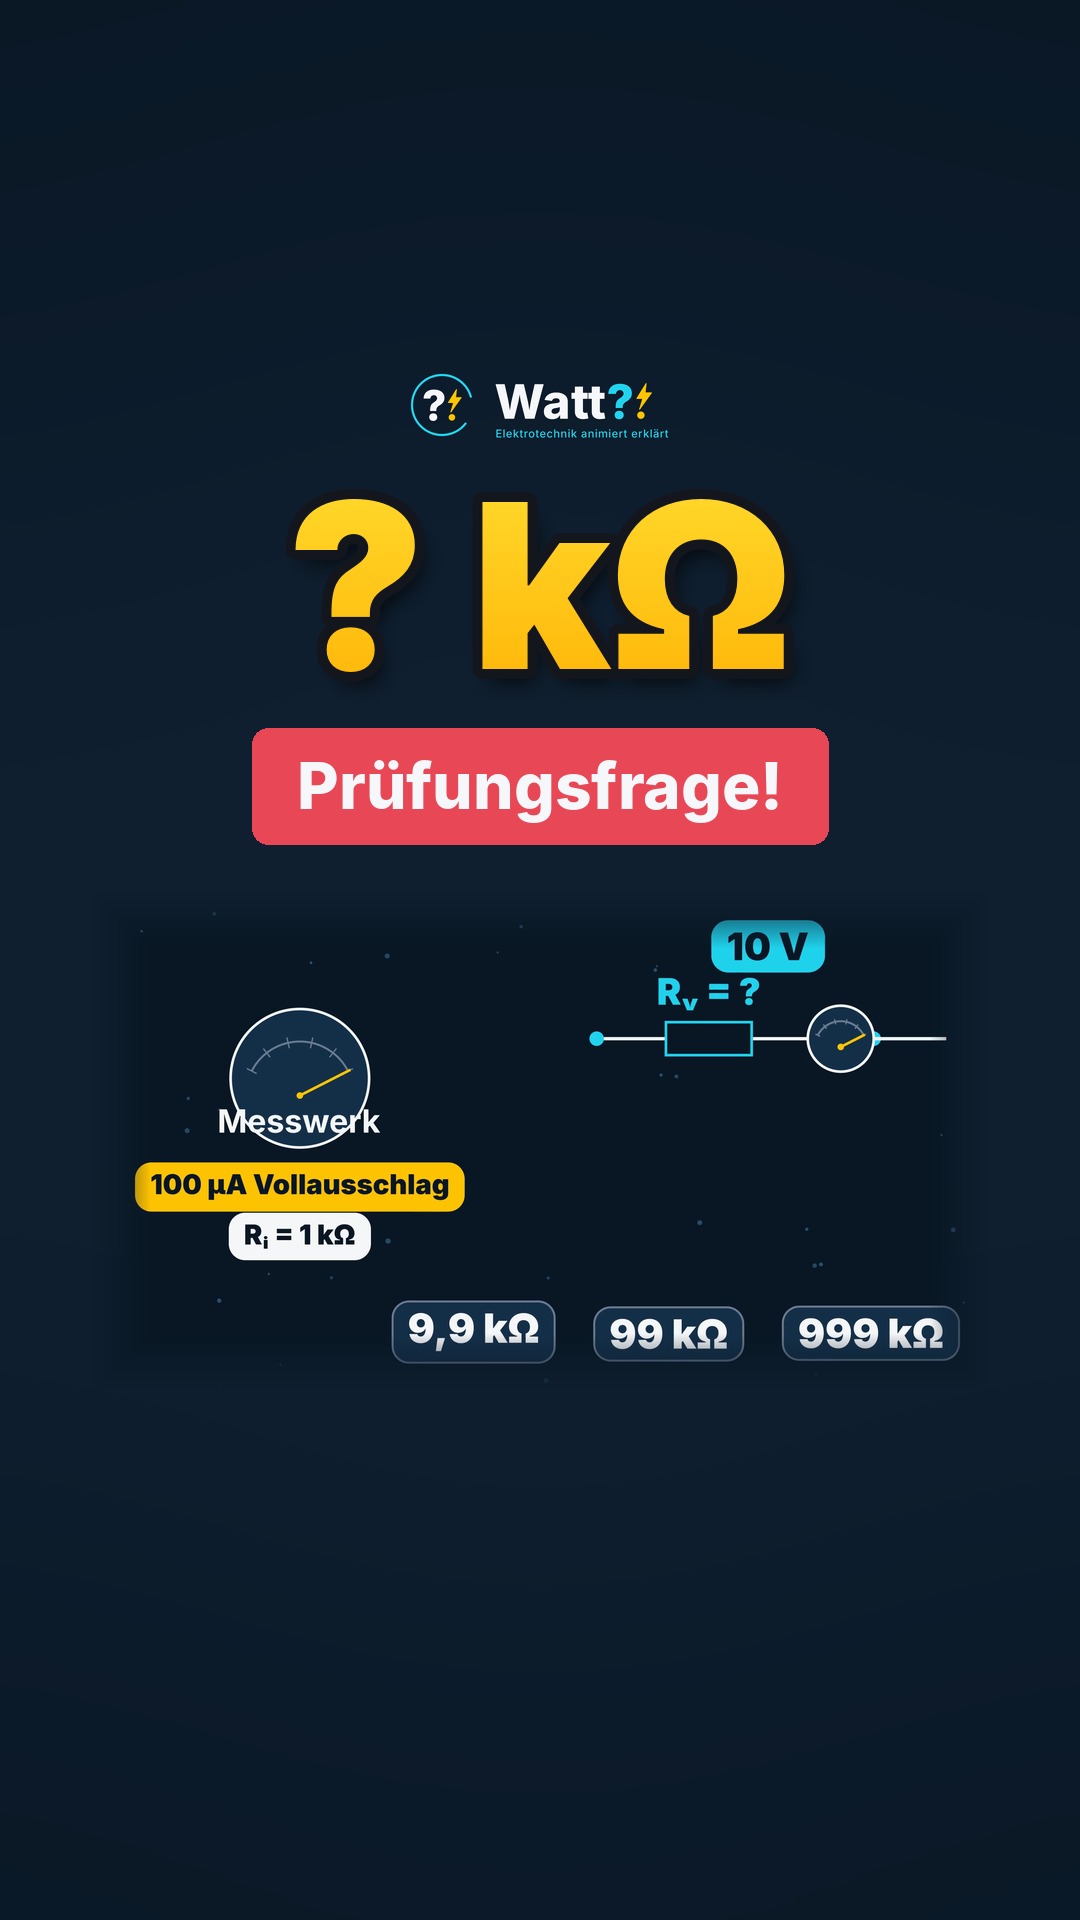 ?
Watt?
Elektrotechnik animiert erklärt
? kΩ
Prüfungsfrage!
10 V
Rᵥ = ?
Messwerk
100 µA Vollausschlag
Rᵢ = 1 kΩ
9,9 kΩ
99 kΩ
999 kΩ